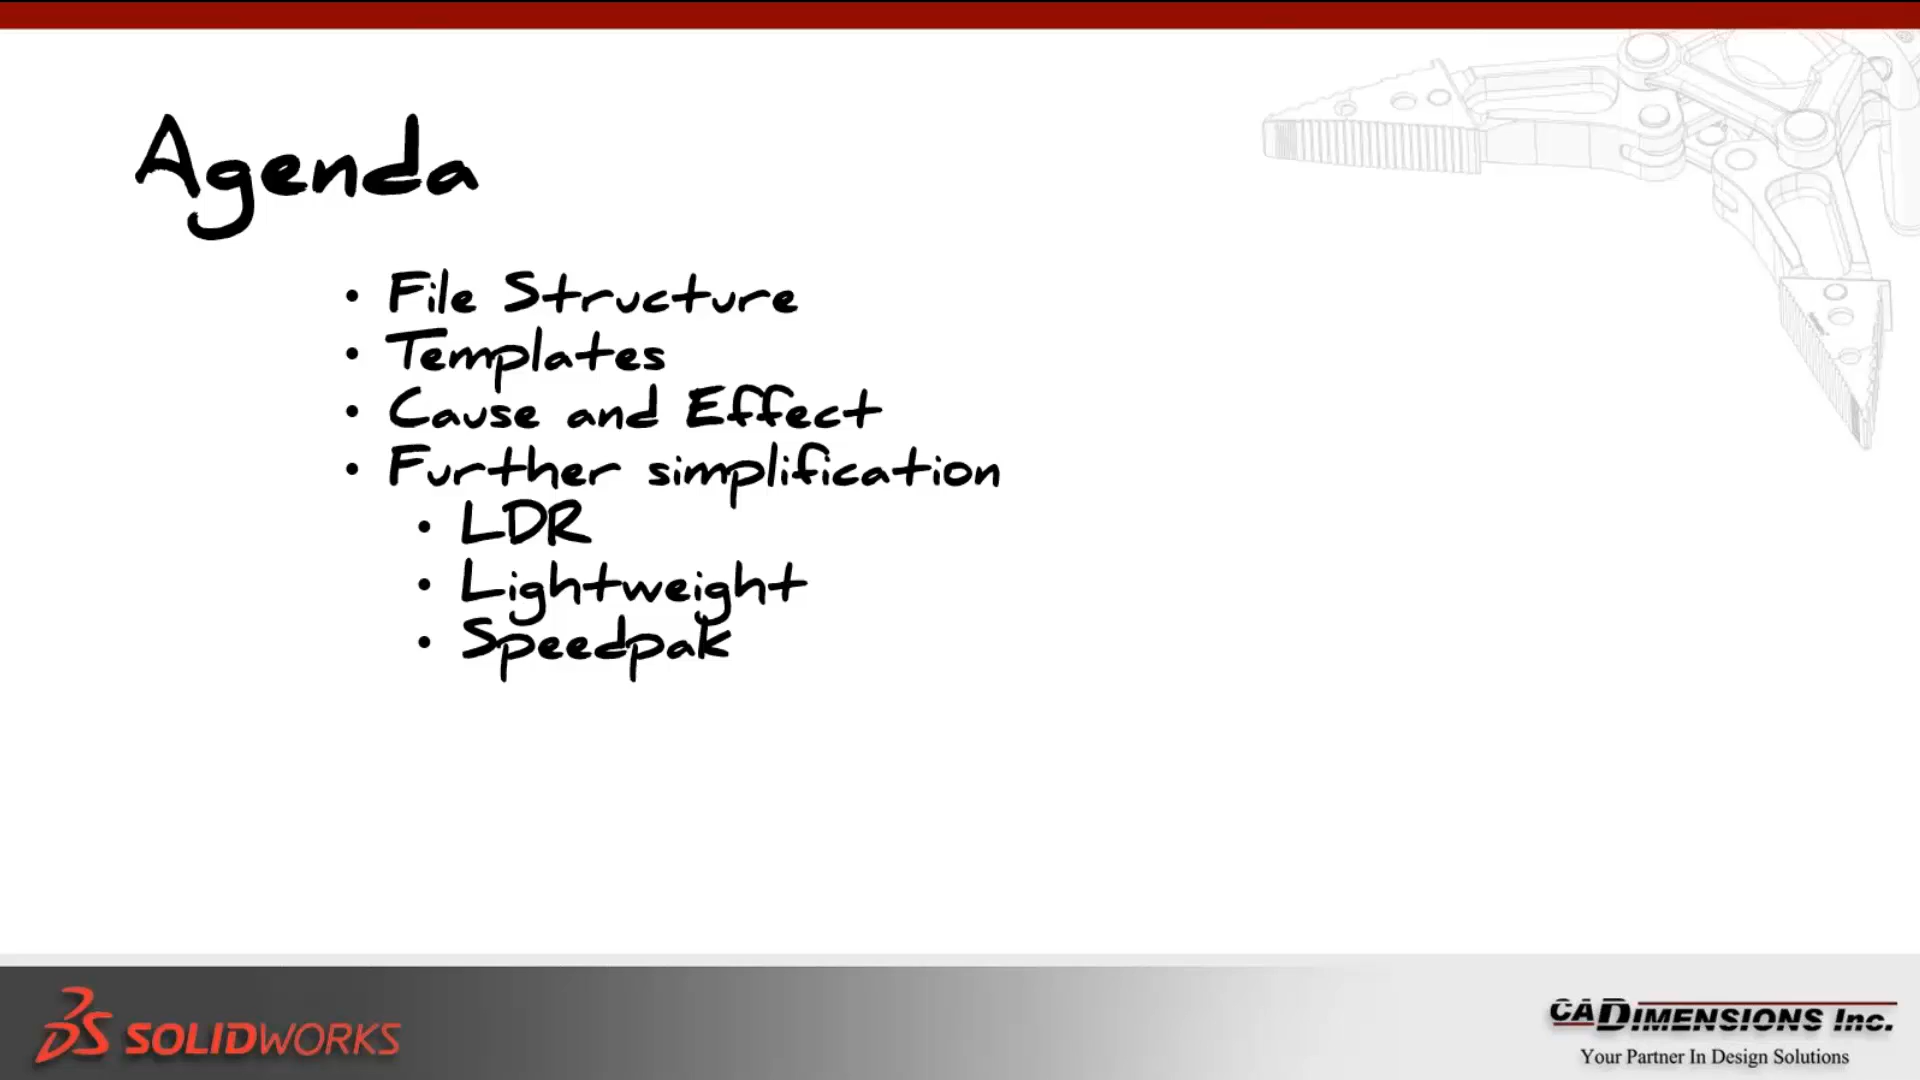 Agenda
• File Structure
• Templates
• Cause and Effect
• Further simplification
• LDR
• Lightweight
• Speedpak
SOLIDWORKS
CADIMENSIONS Inc.
Your Partner In Design Solutions